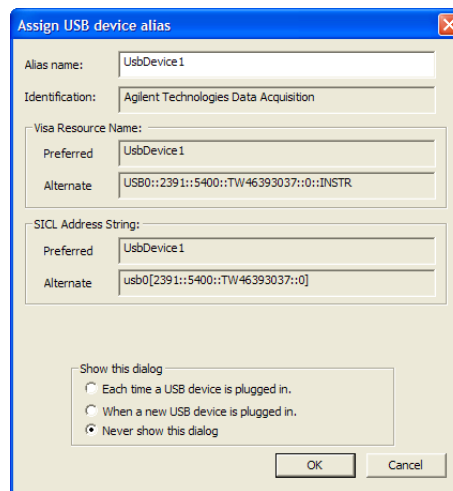 Assign USB device alias
Alias name: UsbDevice1
Identification: Agilent Technologies Data Acquisition
Visa Resource Name:
Preferred UsbDevice1
Alternate USB0::2391::5400::TW46393037::0::INSTR
SICL Address String:
Preferred UsbDevice1
Alternate usb0[2391::5400::TW46393037::0]
Show this dialog
Each time a USB device is plugged in.
When a new USB device is plugged in.
Never show this dialog
OK Cancel